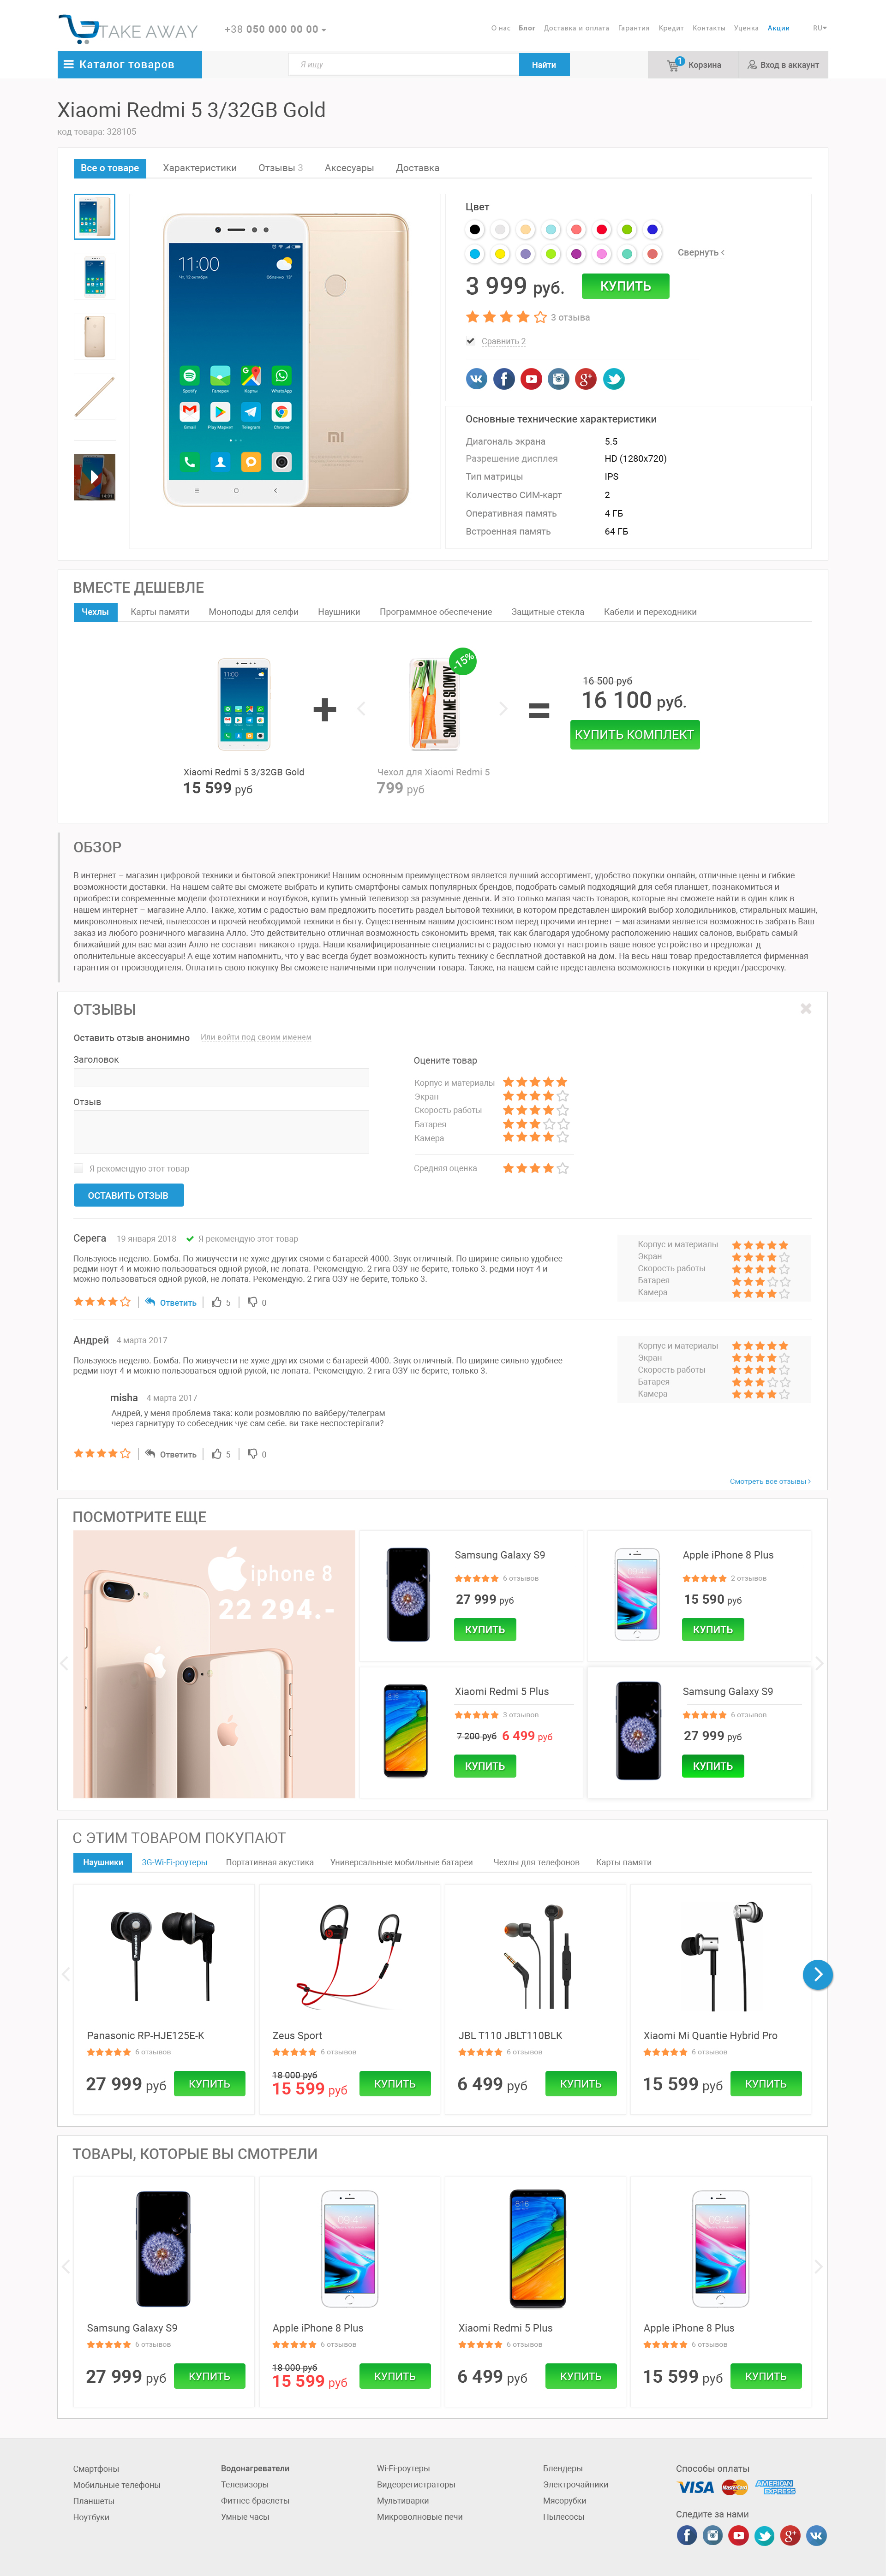 TAKE AWAY
+38 050 000 00 00
О нас Блог Доставка и оплата Гарантия Кредит Контакты Уценка Акции RU
Каталог товаров
Я ищу
Найти
1
Корзина
Вход в аккаунт
Xiaomi Redmi 5 3/32GB Gold
код товара: 328105
Все о товаре Характеристики Отзывы 3 Аксесуары Доставка
11:00
Spotify Галерея Карты WhatsApp
Gmail Play Маркет Telegram Chrome
Цвет
Свернуть
3 999 руб.
КУПИТЬ
3 отзыва
Сравнить 2
Основные технические характеристики
Диагональ экрана 5.5
Разрешение дисплея HD (1280x720)
Тип матрицы IPS
Количество СИМ-карт 2
Оперативная память 4 ГБ
Встроенная память 64 ГБ
ВМЕСТЕ ДЕШЕВЛЕ
Чехлы Карты памяти Моноподы для селфи Наушники Программное обеспечение Защитные стекла Кабели и переходники
11:00
+
-15%
SMUZI ME SLOWLY
=
16 500 руб
16 100 руб.
КУПИТЬ КОМПЛЕКТ
Xiaomi Redmi 5 3/32GB Gold
15 599 руб
Чехол для Xiaomi Redmi 5
799 руб
ОБЗОР
В интернет – магазин цифровой техники и бытовой электроники! Нашим основным преимуществом является лучший ассортимент, удобство покупки онлайн, отличные цены и гибкие
возможности доставки. На нашем сайте вы сможете выбрать и купить смартфоны самых популярных брендов, подобрать самый подходящий для себя планшет, познакомиться и
приобрести современные модели фототехники и ноутбуков, купить умный телевизор за разумные деньги. И это только малая часть товаров, которые вы сможете найти в один клик в
нашем интернет – магазине Алло. Также, хотим с радостью вам предложить посетить раздел Бытовой техники, в котором представлен широкий выбор холодильников, стиральных машин,
микроволновых печей, пылесосов и прочей необходимой техники в быту. Существенным нашим достоинством перед прочими интернет – магазинами является возможность забрать Ваш
заказ из любого розничного магазина Алло. Это действительно отличная возможность сэкономить время, так как благодаря удобному расположению наших салонов, выбрать самый
ближайший для вас магазин Алло не составит никакого труда. Наши квалифицированные специалисты с радостью помогут настроить ваше новое устройство и предложат д
ополнительные аксессуары! А еще хотим напомнить, что у вас всегда будет возможность купить технику с бесплатной доставкой на дом. На весь наш товар предоставляется фирменная
гарантия от производителя. Оплатить свою покупку Вы сможете наличными при получении товара. Также, на нашем сайте представлена возможность покупки в кредит/рассрочку.
ОТЗЫВЫ
Оставить отзыв анонимно Или войти под своим именем
Заголовок
Отзыв
Я рекомендую этот товар
ОСТАВИТЬ ОТЗЫВ
Оцените товар
Корпус и материалы
Экран
Скорость работы
Батарея
Камера
Средняя оценка
Серега 19 января 2018 Я рекомендую этот товар
Пользуюсь неделю. Бомба. По живучести не хуже других сяоми с батареей 4000. Звук отличный. По ширине сильно удобнее
редми ноут 4 и можно пользоваться одной рукой, не лопата. Рекомендую. 2 гига ОЗУ не берите, только 3. редми ноут 4 и
можно пользоваться одной рукой, не лопата. Рекомендую. 2 гига ОЗУ не берите, только 3.
Ответить 5 0
Корпус и материалы
Экран
Скорость работы
Батарея
Камера
Андрей 4 марта 2017
Пользуюсь неделю. Бомба. По живучести не хуже других сяоми с батареей 4000. Звук отличный. По ширине сильно удобнее
редми ноут 4 и можно пользоваться одной рукой, не лопата. Рекомендую. 2 гига ОЗУ не берите, только 3.
misha 4 марта 2017
Андрей, у меня проблема така: коли розмовляю по вайберу/телеграм
через гарнитуру то собеседник чує сам себе. ви таке неспостерігали?
Ответить 5 0
Корпус и материалы
Экран
Скорость работы
Батарея
Камера
Смотреть все отзывы
ПОСМОТРИТЕ ЕЩЕ
iphone 8
22 294.-
Samsung Galaxy S9
6 отзывов
27 999 руб
КУПИТЬ
Apple iPhone 8 Plus
2 отзывов
15 590 руб
КУПИТЬ
Xiaomi Redmi 5 Plus
3 отзывов
7 200 руб 6 499 руб
КУПИТЬ
Samsung Galaxy S9
6 отзывов
27 999 руб
КУПИТЬ
С ЭТИМ ТОВАРОМ ПОКУПАЮТ
Наушники 3G-Wi-Fi-роутеры Портативная акустика Универсальные мобильные батареи Чехлы для телефонов Карты памяти
Panasonic
Panasonic RP-HJE125E-K
6 отзывов
27 999 руб
КУПИТЬ
Zeus Sport
6 отзывов
18 000 руб
15 599 руб
КУПИТЬ
JBL T110 JBLT110BLK
6 отзывов
6 499 руб
КУПИТЬ
Xiaomi Mi Quantie Hybrid Pro
6 отзывов
15 599 руб
КУПИТЬ
ТОВАРЫ, КОТОРЫЕ ВЫ СМОТРЕЛИ
09:41
8:16
09:41
Samsung Galaxy S9
6 отзывов
27 999 руб
КУПИТЬ
Apple iPhone 8 Plus
6 отзывов
18 000 руб
15 599 руб
КУПИТЬ
Xiaomi Redmi 5 Plus
6 отзывов
6 499 руб
КУПИТЬ
Apple iPhone 8 Plus
6 отзывов
15 599 руб
КУПИТЬ
Смартфоны
Мобильные телефоны
Планшеты
Ноутбуки
Водонагреватели
Телевизоры
Фитнес-браслеты
Умные часы
Wi-Fi-роутеры
Видеорегистраторы
Мультиварки
Микроволновые печи
Блендеры
Электрочайники
Мясорубки
Пылесосы
Способы оплаты
VISA MasterCard AMERICAN EXPRESS
Следите за нами